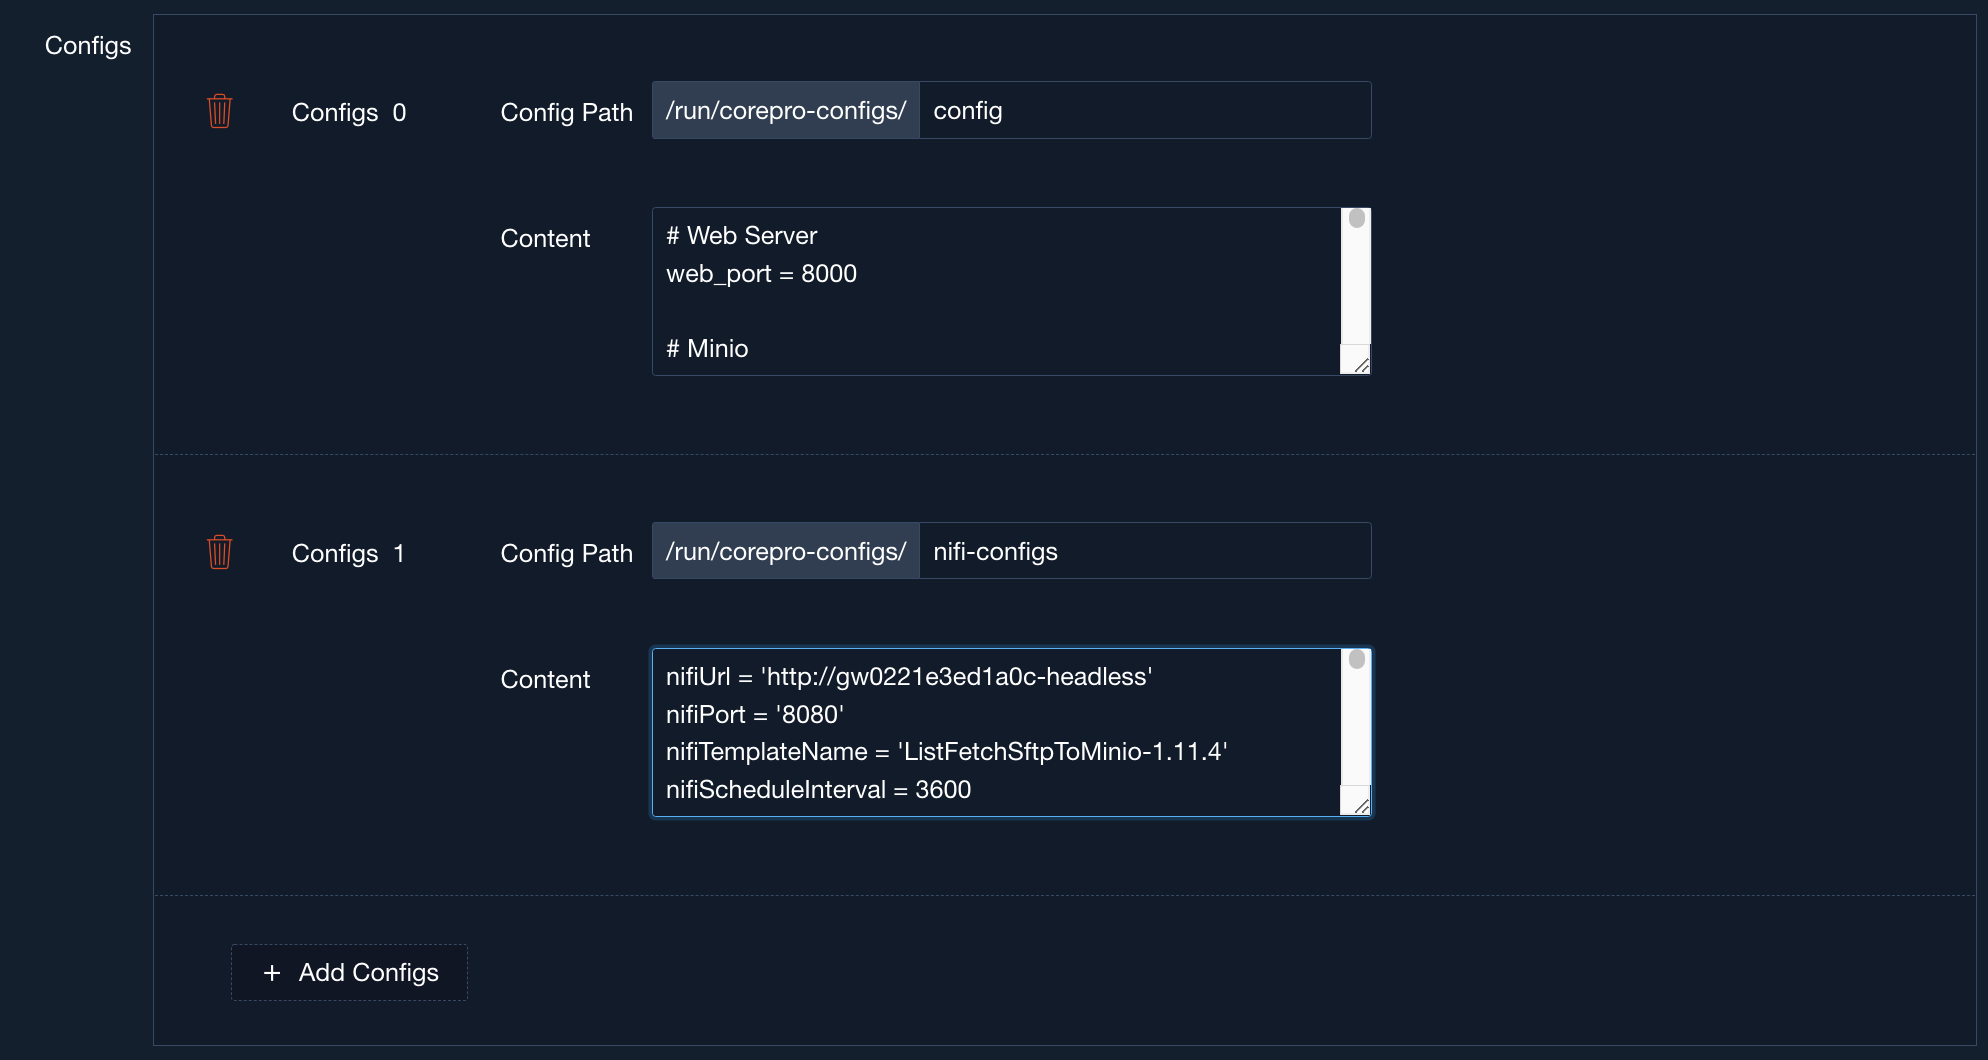 Configs
Configs 0
Config Path
/run/corepro-configs/ config
Content
# Web Server
web_port = 8000
# Minio
Configs 1
Config Path
/run/corepro-configs/ nifi-configs
Content
nifiUrl = 'http://gw0221e3ed1a0c-headless'
nifiPort = '8080'
nifiTemplateName = 'ListFetchSftpToMinio-1.11.4'
nifiScheduleInterval = 3600
+ Add Configs